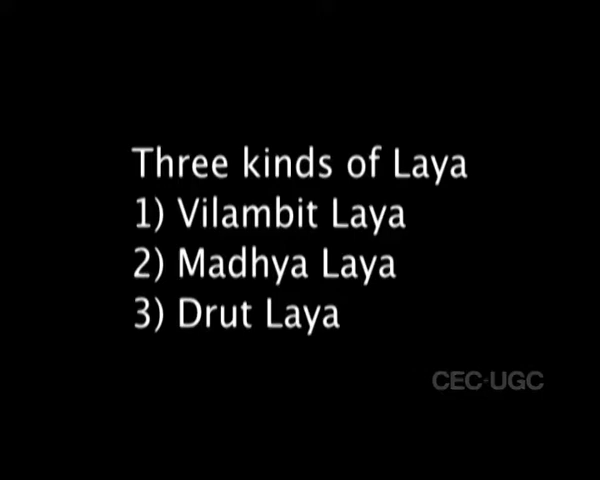 Three kinds of Laya
1) Vilambit Laya
2) Madhya Laya
3) Drut Laya
CEC-UGC